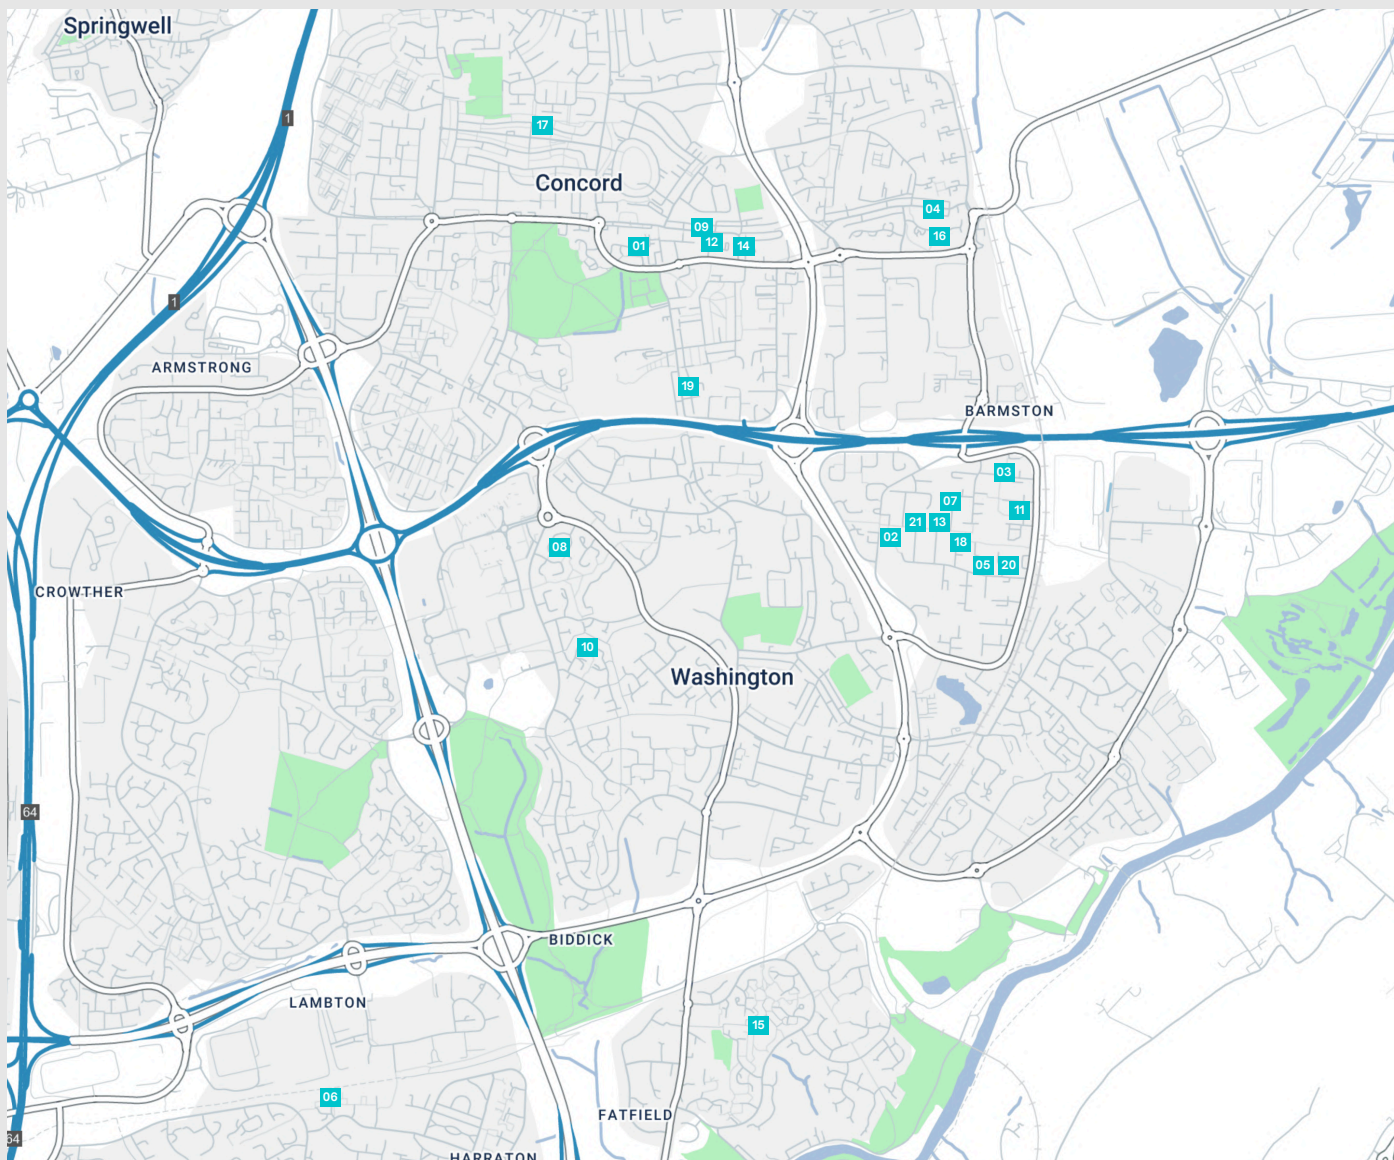 Springwell
1
17
Concord
04
09
16
01
12
14
1
ARMSTRONG
19
BARMSTON
03
07
11
21
13
02
18
08
05
20
CROWTHER
10
Washington
64
BIDDICK
LAMBTON
15
06
FATFIELD
64
HARRATON